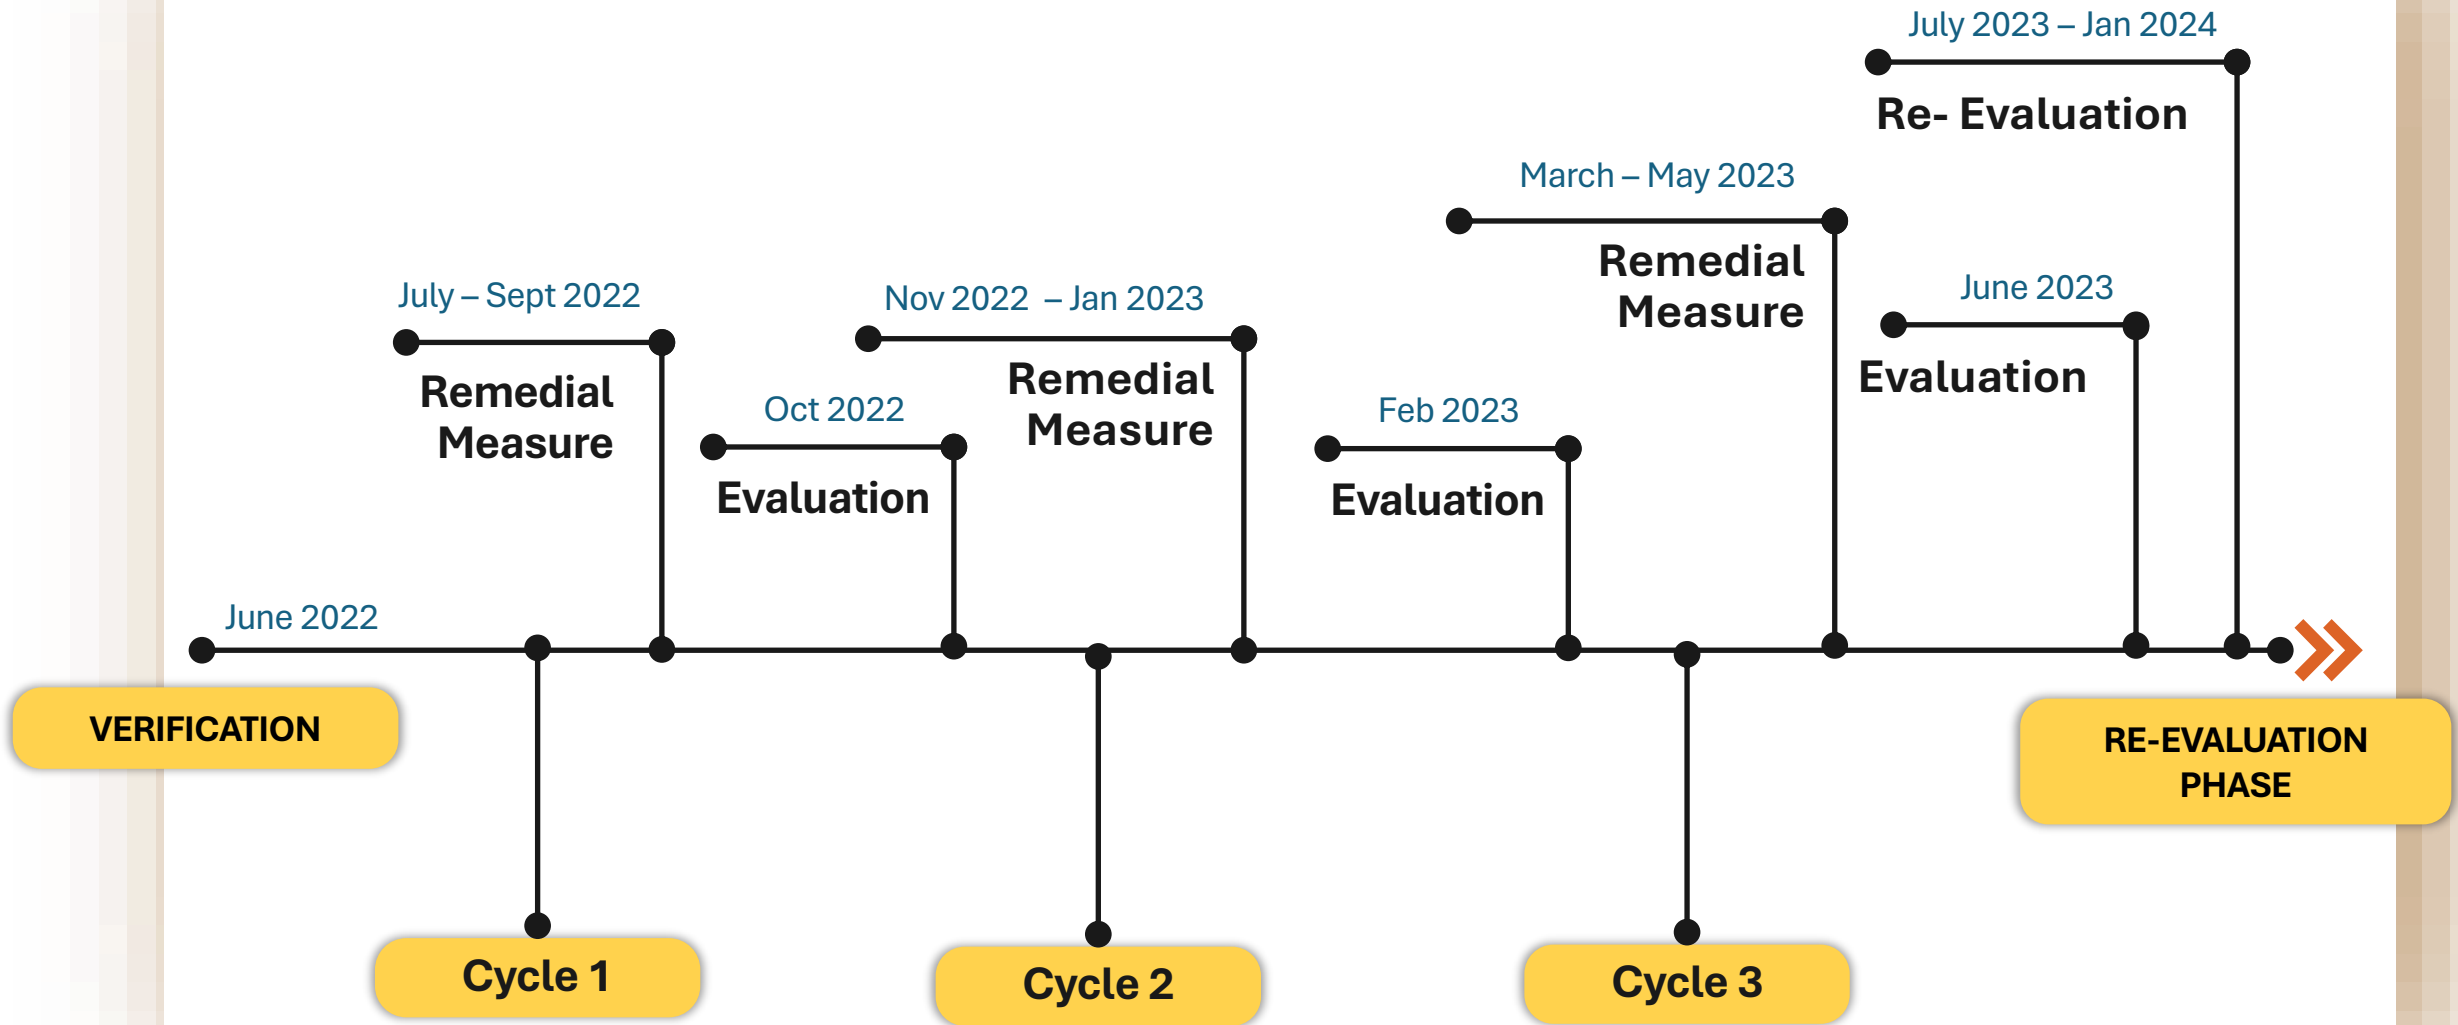 July 2023 – Jan 2024
Re- Evaluation
March – May 2023
Remedial
Measure
June 2023
Evaluation
July – Sept 2022
Remedial
Measure
Nov 2022 – Jan 2023
Remedial
Measure
Oct 2022
Evaluation
Feb 2023
Evaluation
June 2022
VERIFICATION
RE-EVALUATION
PHASE
Cycle 1
Cycle 2
Cycle 3